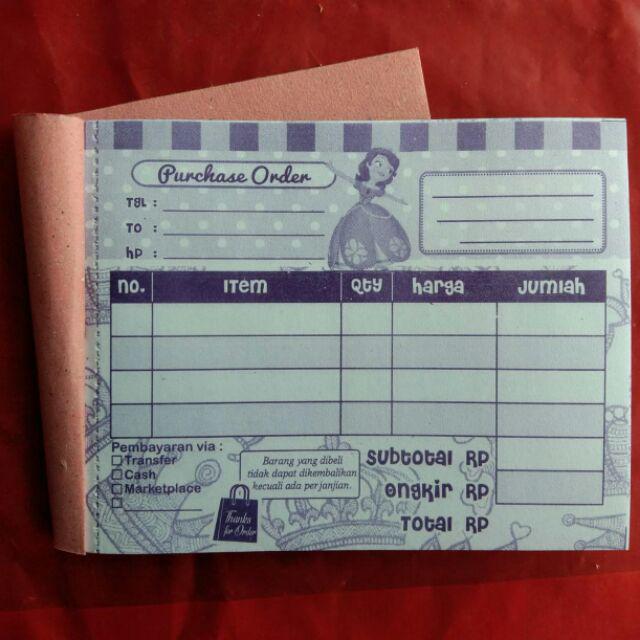 Purchase Order
TGL :
TO :
HP :
no. Item Qty harga Jumlah
Pembayaran via :
Transfer
Cash
Marketplace
Barang yang dibeli
tidak dapat dikembalikan
kecuali ada perjanjian.
Thanks
for Order
Subtotal RP
Ongkir RP
Total RP